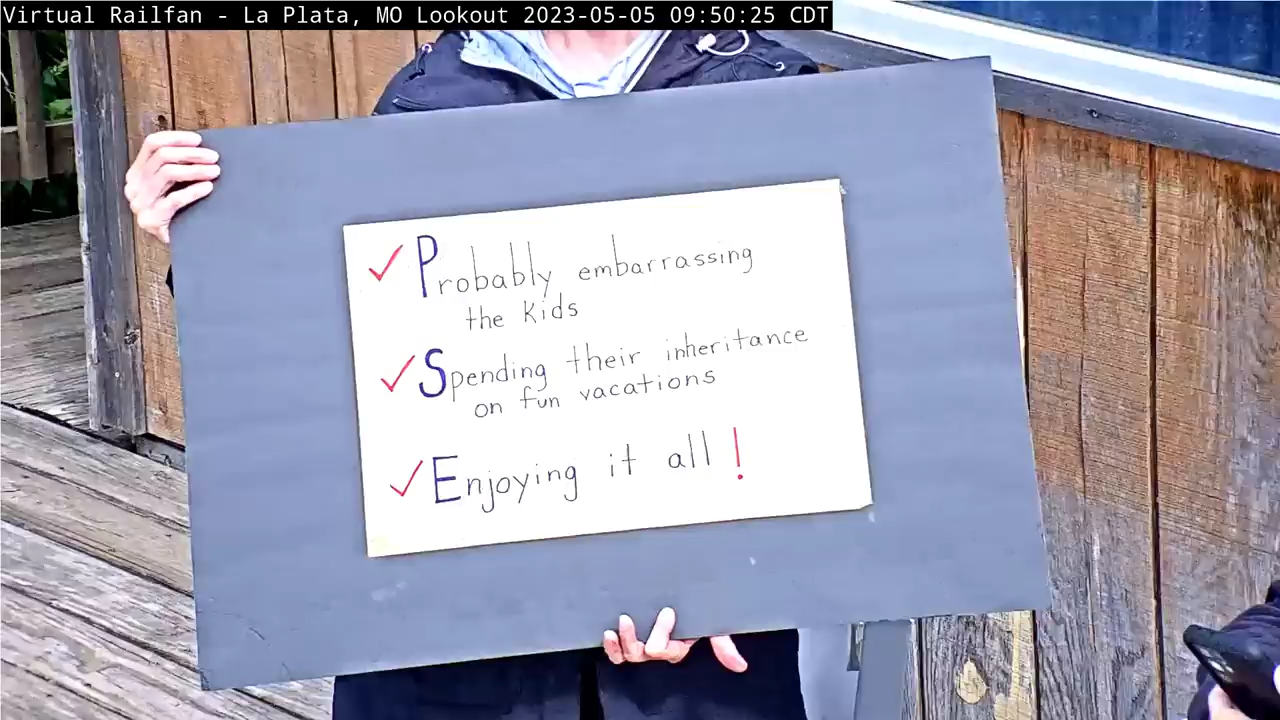 Virtual Railfan - La Plata, MO Lookout 2023-05-05 09:50:25 CDT
✓ Probably embarrassing
the kids
✓ Spending their inheritance
on fun vacations
✓ Enjoying it all!